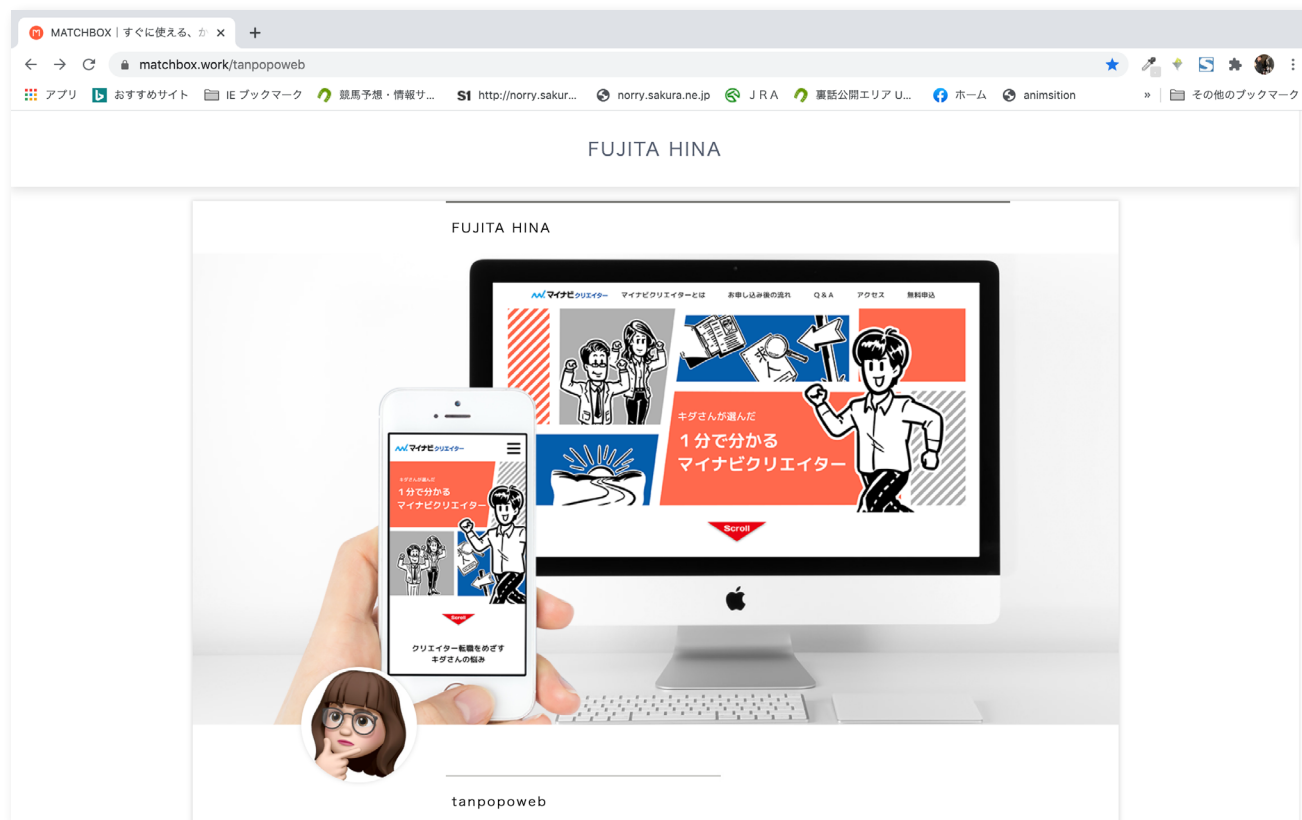 MATCHBOX｜すぐに使える、か
matchbox.work/tanpopoweb
アプリ おすすめサイト IE ブックマーク 競馬予想・情報サ... S1 http://norry.sakur... norry.sakura.ne.jp ＪＲＡ 裏話公開エリア U... ホーム animsition » その他のブックマーク
FUJITA HINA
FUJITA HINA
マイナビクリエイター マイナビクリエイターとは お申し込み後の流れ Ｑ＆Ａ アクセス 無料申込
キダさんが選んだ
１分で分かる
マイナビクリエイター
Scroll
マイナビクリエイター
キダさんが選んだ
１分で分かる
マイナビクリエイター
Scroll
クリエイター転職をめざす
キダさんの悩み
tanpopoweb